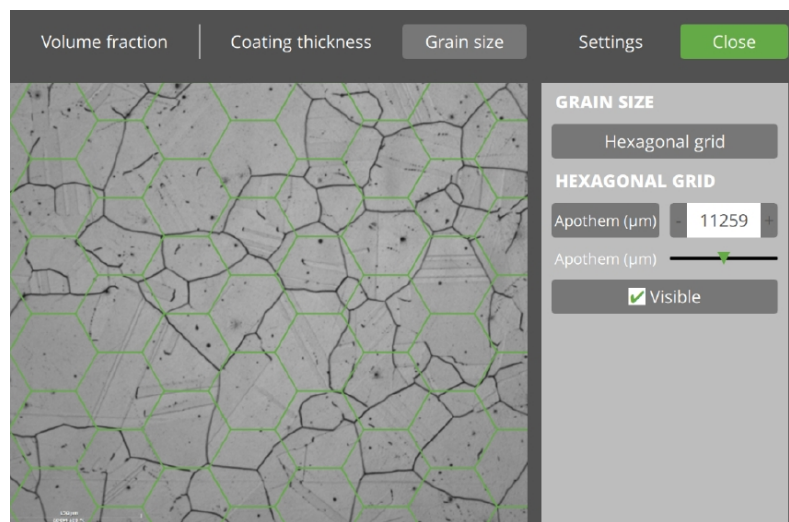 Volume fraction
Coating thickness
Grain size
Settings
Close
GRAIN SIZE
Hexagonal grid
HEXAGONAL GRID
Apothem (µm)
- 11259 +
Apothem (µm)
Visible